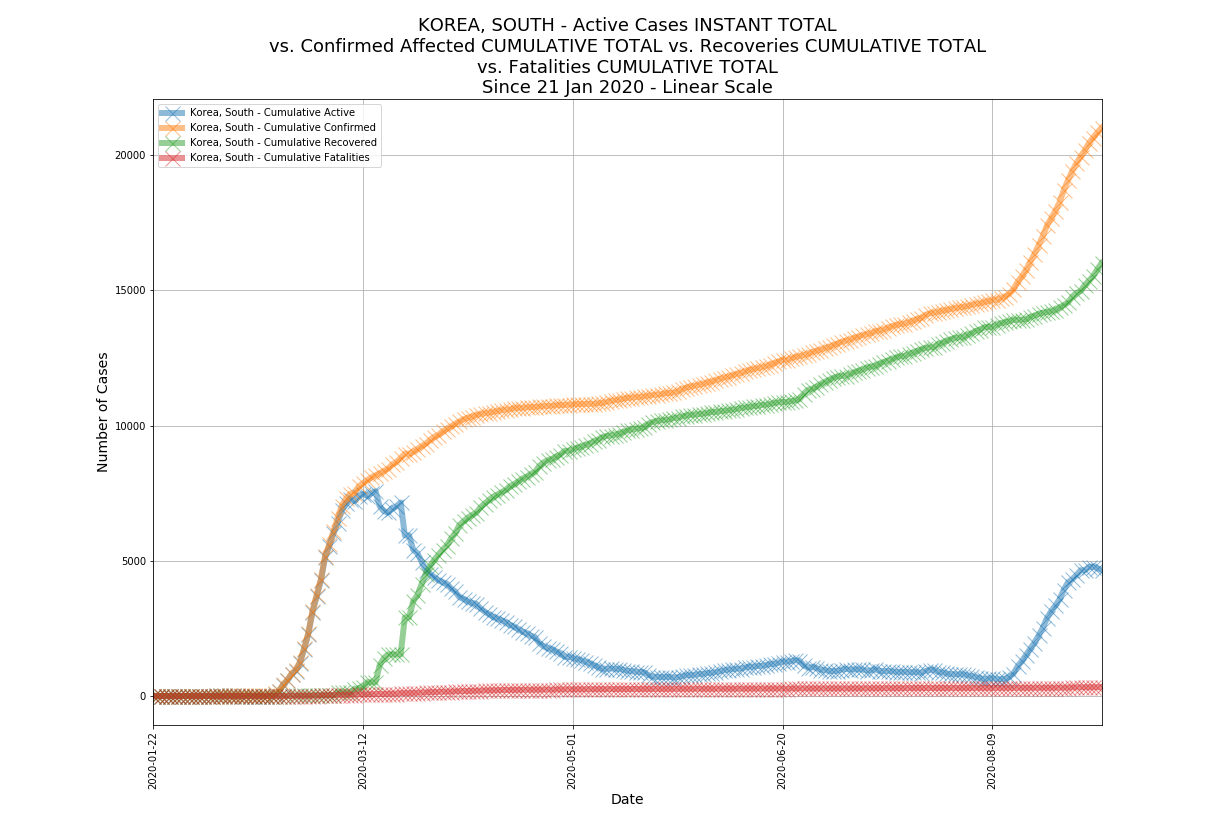 KOREA, SOUTH - Active Cases INSTANT TOTAL
vs. Confirmed Affected CUMULATIVE TOTAL vs. Recoveries CUMULATIVE TOTAL
vs. Fatalities CUMULATIVE TOTAL
Since 21 Jan 2020 - Linear Scale
Korea, South - Cumulative Active
Korea, South - Cumulative Confirmed
Korea, South - Cumulative Recovered
Korea, South - Cumulative Fatalities
Number of Cases
20000
15000
10000
5000
0
2020-01-22
2020-03-12
2020-05-01
2020-06-20
2020-08-09
Date